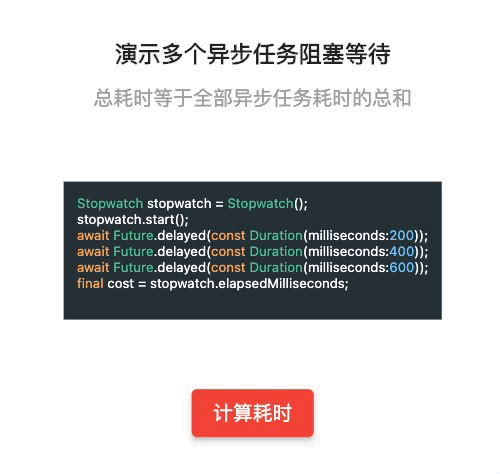 演示多个异步任务阻塞等待
总耗时等于全部异步任务耗时的总和
Stopwatch stopwatch = Stopwatch();
stopwatch.start();
await Future.delayed(const Duration(milliseconds:200));
await Future.delayed(const Duration(milliseconds:400));
await Future.delayed(const Duration(milliseconds:600));
final cost = stopwatch.elapsedMilliseconds;
计算耗时